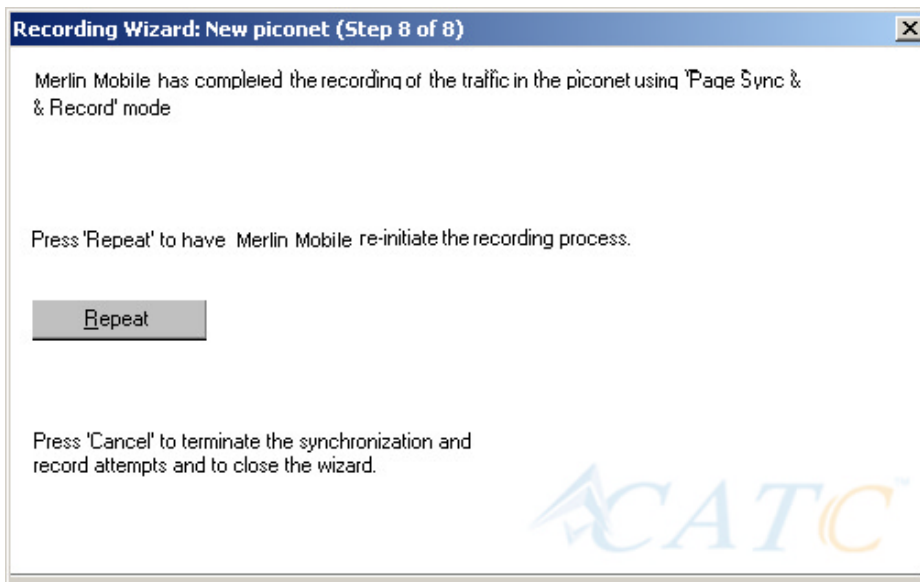 Recording Wizard: New piconet (Step 8 of 8)
Merlin Mobile has completed the recording of the traffic in the piconet using 'Page Sync &
& Record' mode
Press 'Repeat' to have Merlin Mobile re-initiate the recording process.
Repeat
Press 'Cancel' to terminate the synchronization and
record attempts and to close the wizard.
CATC™